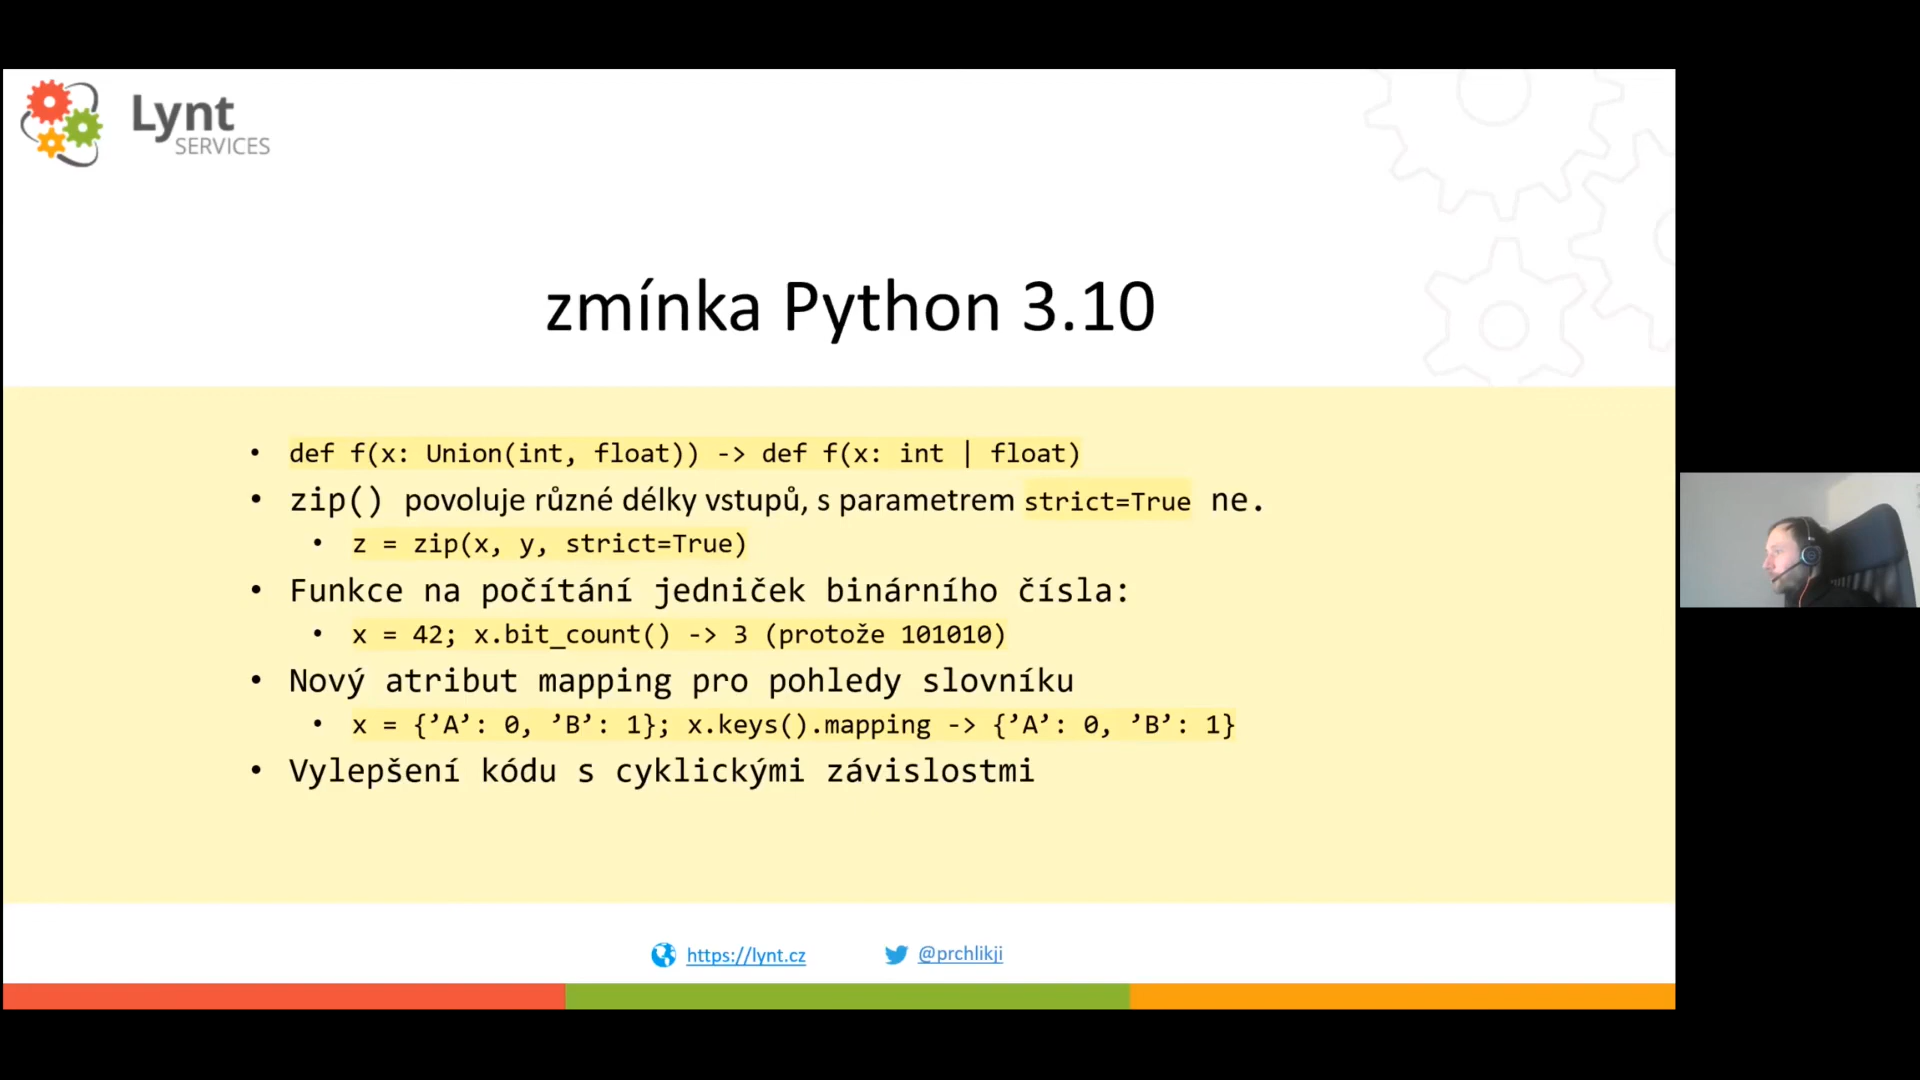 Lynt
SERVICES
zmínka Python 3.10
• def f(x: Union(int, float)) -> def f(x: int | float)
• zip() povoluje různé délky vstupů, s parametrem strict=True ne.
• z = zip(x, y, strict=True)
• Funkce na počítání jedniček binárního čísla:
• x = 42; x.bit_count() -> 3 (protože 101010)
• Nový atribut mapping pro pohledy slovníku
• x = {’A’: 0, ’B’: 1}; x.keys().mapping -> {’A’: 0, ’B’: 1}
• Vylepšení kódu s cyklickými závislostmi
https://lynt.cz @prchlikji